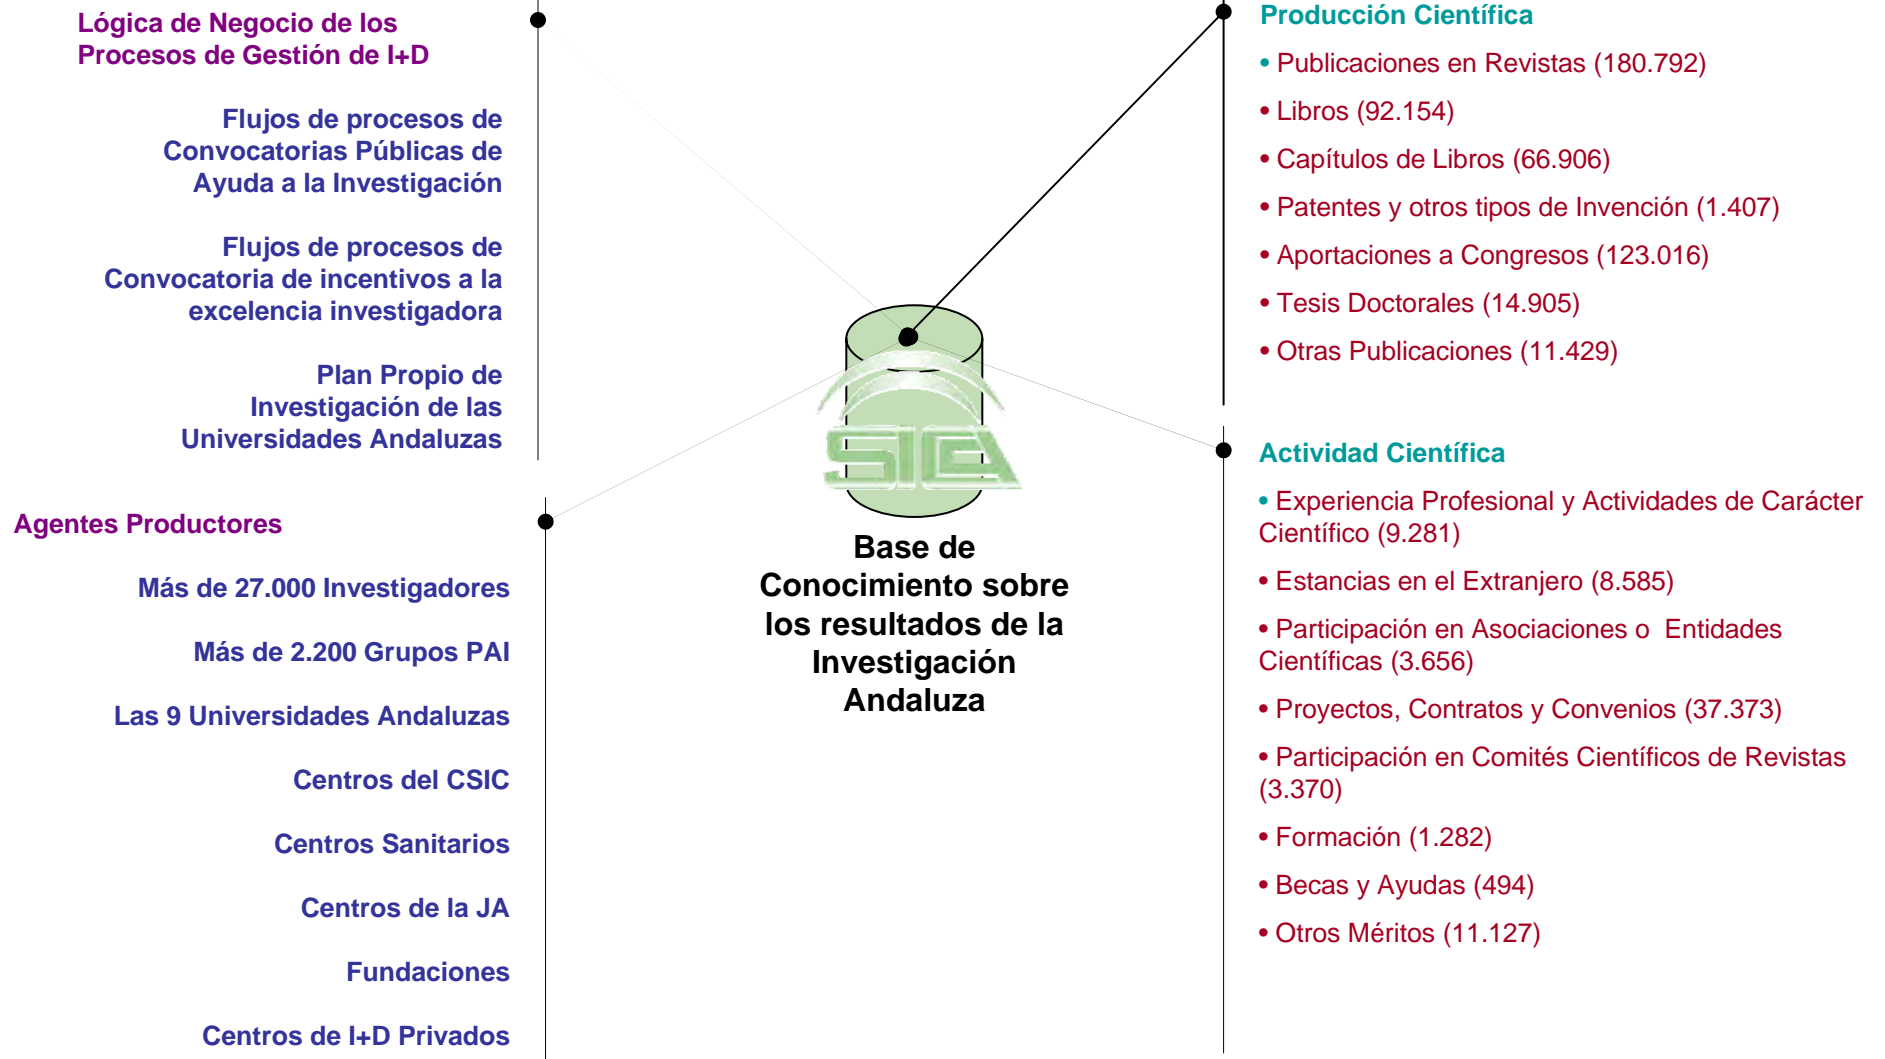 Lógica de Negocio de los
Procesos de Gestión de I+D
Flujos de procesos de
Convocatorias Públicas de
Ayuda a la Investigación
Flujos de procesos de
Convocatoria de incentivos a la
excelencia investigadora
Plan Propio de
Investigación de las
Universidades Andaluzas
Agentes Productores
Más de 27.000 Investigadores
Más de 2.200 Grupos PAI
Las 9 Universidades Andaluzas
Centros del CSIC
Centros Sanitarios
Centros de la JA
Fundaciones
Centros de I+D Privados
SICA
Base de
Conocimiento sobre
los resultados de la
Investigación
Andaluza
Producción Científica
• Publicaciones en Revistas (180.792)
• Libros (92.154)
• Capítulos de Libros (66.906)
• Patentes y otros tipos de Invención (1.407)
• Aportaciones a Congresos (123.016)
• Tesis Doctorales (14.905)
• Otras Publicaciones (11.429)
Actividad Científica
• Experiencia Profesional y Actividades de Carácter
Científico (9.281)
• Estancias en el Extranjero (8.585)
• Participación en Asociaciones o  Entidades
Científicas (3.656)
• Proyectos, Contratos y Convenios (37.373)
• Participación en Comités Científicos de Revistas
(3.370)
• Formación (1.282)
• Becas y Ayudas (494)
• Otros Méritos (11.127)